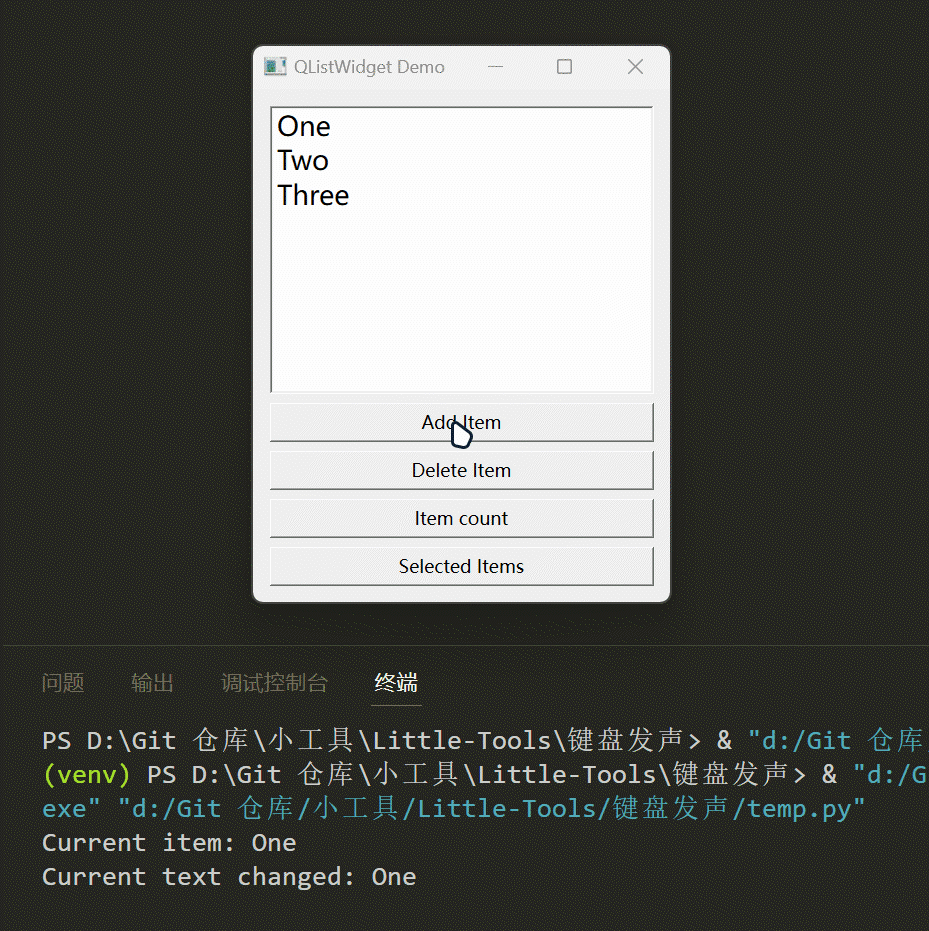 QListWidget Demo
One
Two
Three
Add Item
Delete Item
Item count
Selected Items
问题 输出 调试控制台 终端
PS D:\Git 仓库\小工具\Little-Tools\键盘发声> & "d:/Git 仓库
(venv) PS D:\Git 仓库\小工具\Little-Tools\键盘发声> & "d:/G
exe" "d:/Git 仓库/小工具/Little-Tools/键盘发声/temp.py"
Current item: One
Current text changed: One